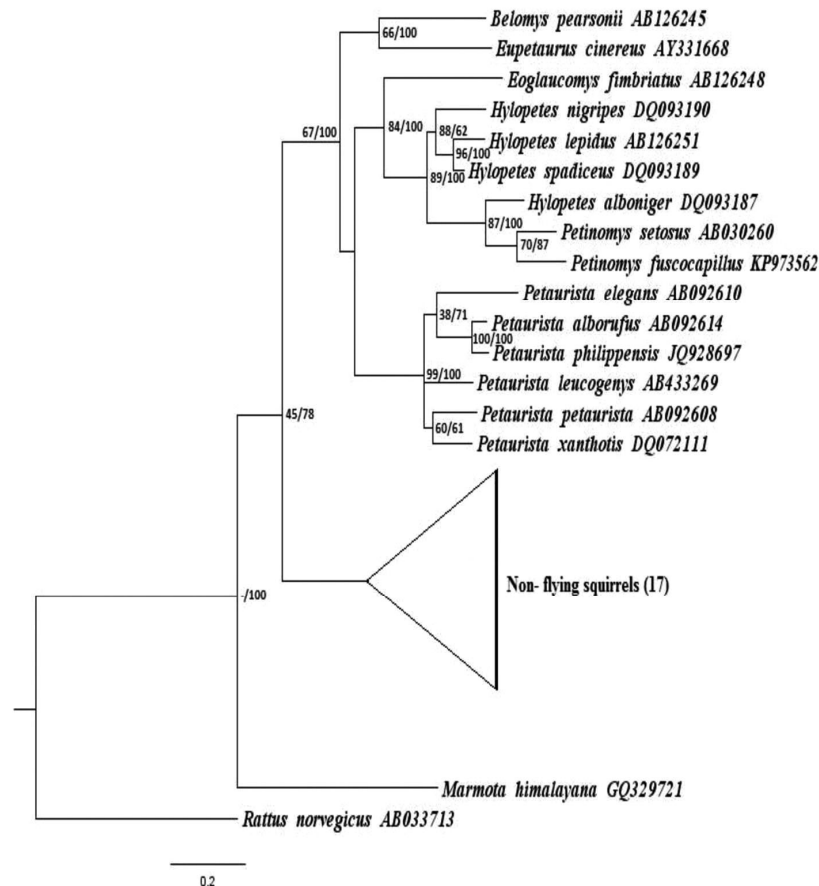 Belomys pearsonii AB126245
66/100
Eupetaurus cinereus AY331668
Eoglaucomys fimbriatus AB126248
67/100
84/100
Hylopetes nigripes DQ093190
88/62
Hylopetes lepidus AB126251
96/100
Hylopetes spadiceus DQ093189
89/100
Hylopetes alboniger DQ093187
87/100
Petinomys setosus AB030260
70/87
Petinomys fuscocapillus KP973562
Petaurista elegans AB092610
38/71
Petaurista alborufus AB092614
100/100
Petaurista philippensis JQ928697
99/100
Petaurista leucogenys AB433269
Petaurista petaurista AB092608
60/61
Petaurista xanthotis DQ072111
45/78
Non- flying squirrels (17)
-/100
Marmota himalayana GQ329721
Rattus norvegicus AB033713
0.2